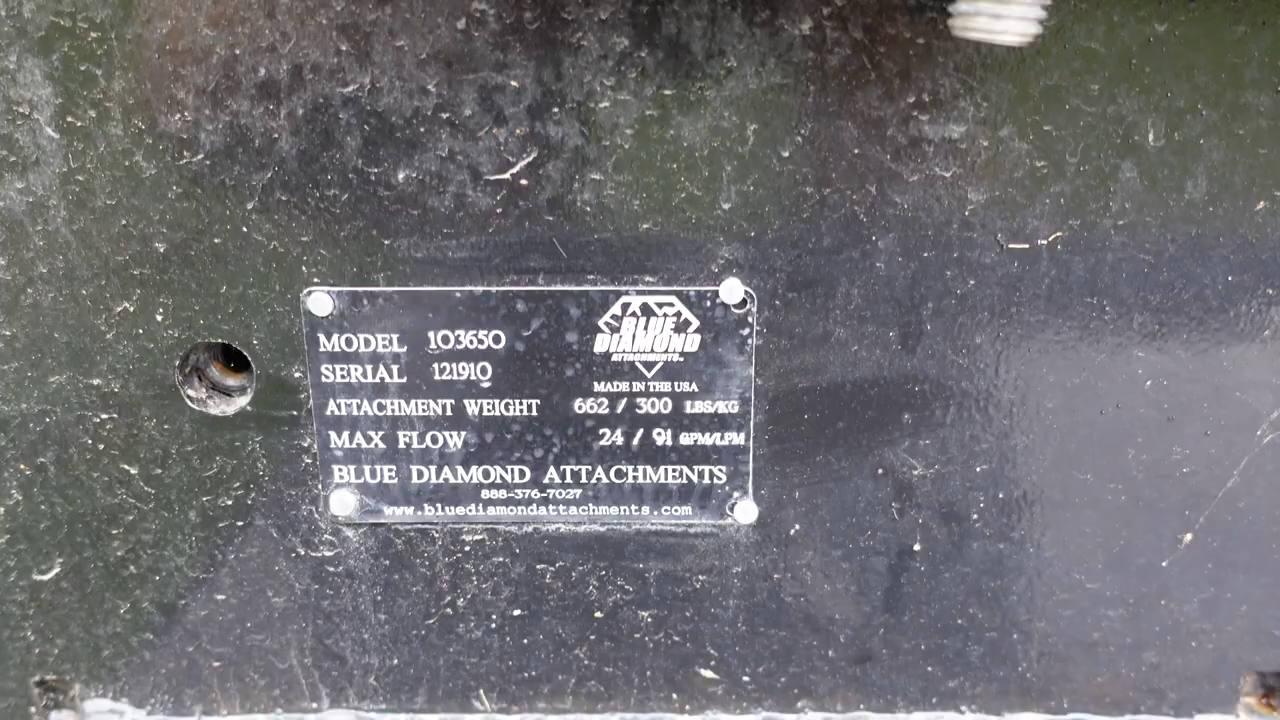 BLUE
DIAMOND
ATTACHMENTS
MADE IN THE USA
MODEL 103650
SERIAL 121910
ATTACHMENT WEIGHT 662 / 300 LBS/KG
MAX FLOW 24 / 91 GPM/LPM
BLUE DIAMOND ATTACHMENTS
888-376-7027
www.bluediamondattachments.com